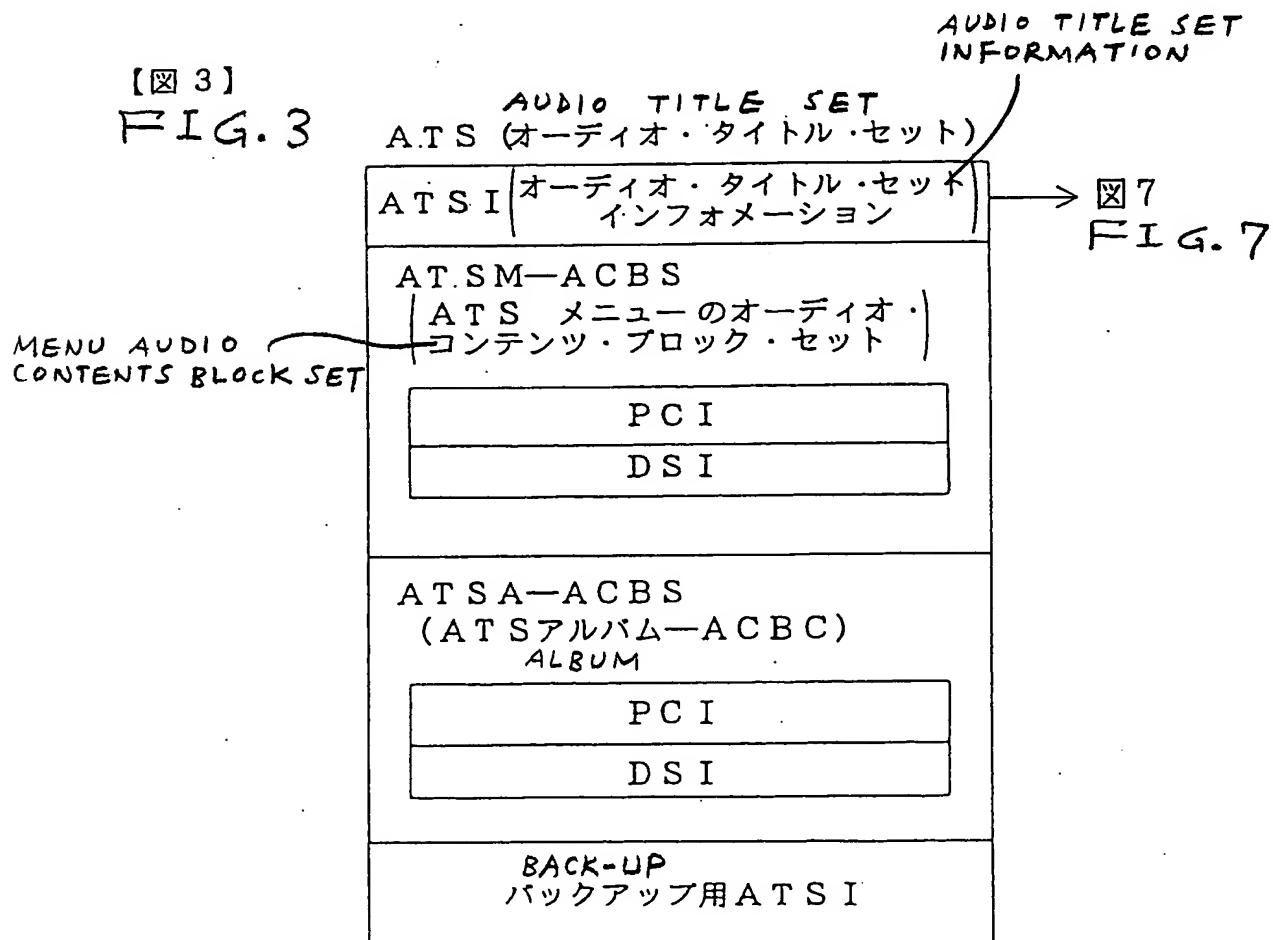 AUDIO TITLE SET
INFORMATION
【図 3】
FIG. 3
AUDIO TITLE SET
ATS (オーディオ・タイトル・セット)
ATSI(オーディオ・タイトル・セット
インフォメーション)
図7
FIG. 7
ATSM―ACBS
(ATS メニューのオーディオ・
コンテンツ・ブロック・セット)
MENU AUDIO
CONTENTS BLOCK SET
PCI
DSI
ATSA―ACBS
(ATSアルバム―ACBC)
ALBUM
PCI
DSI
BACK-UP
バックアップ用ATSI